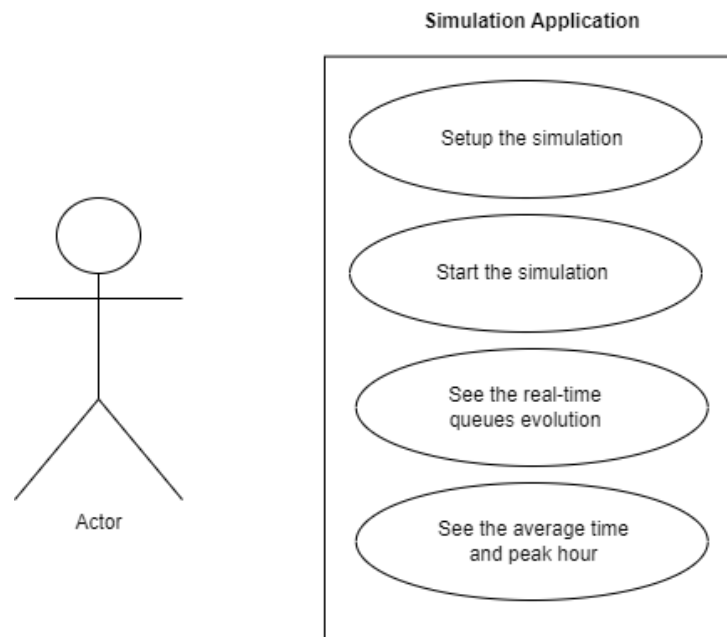 Simulation Application
Setup the simulation
Start the simulation
See the real-time
queues evolution
See the average time
and peak hour
Actor